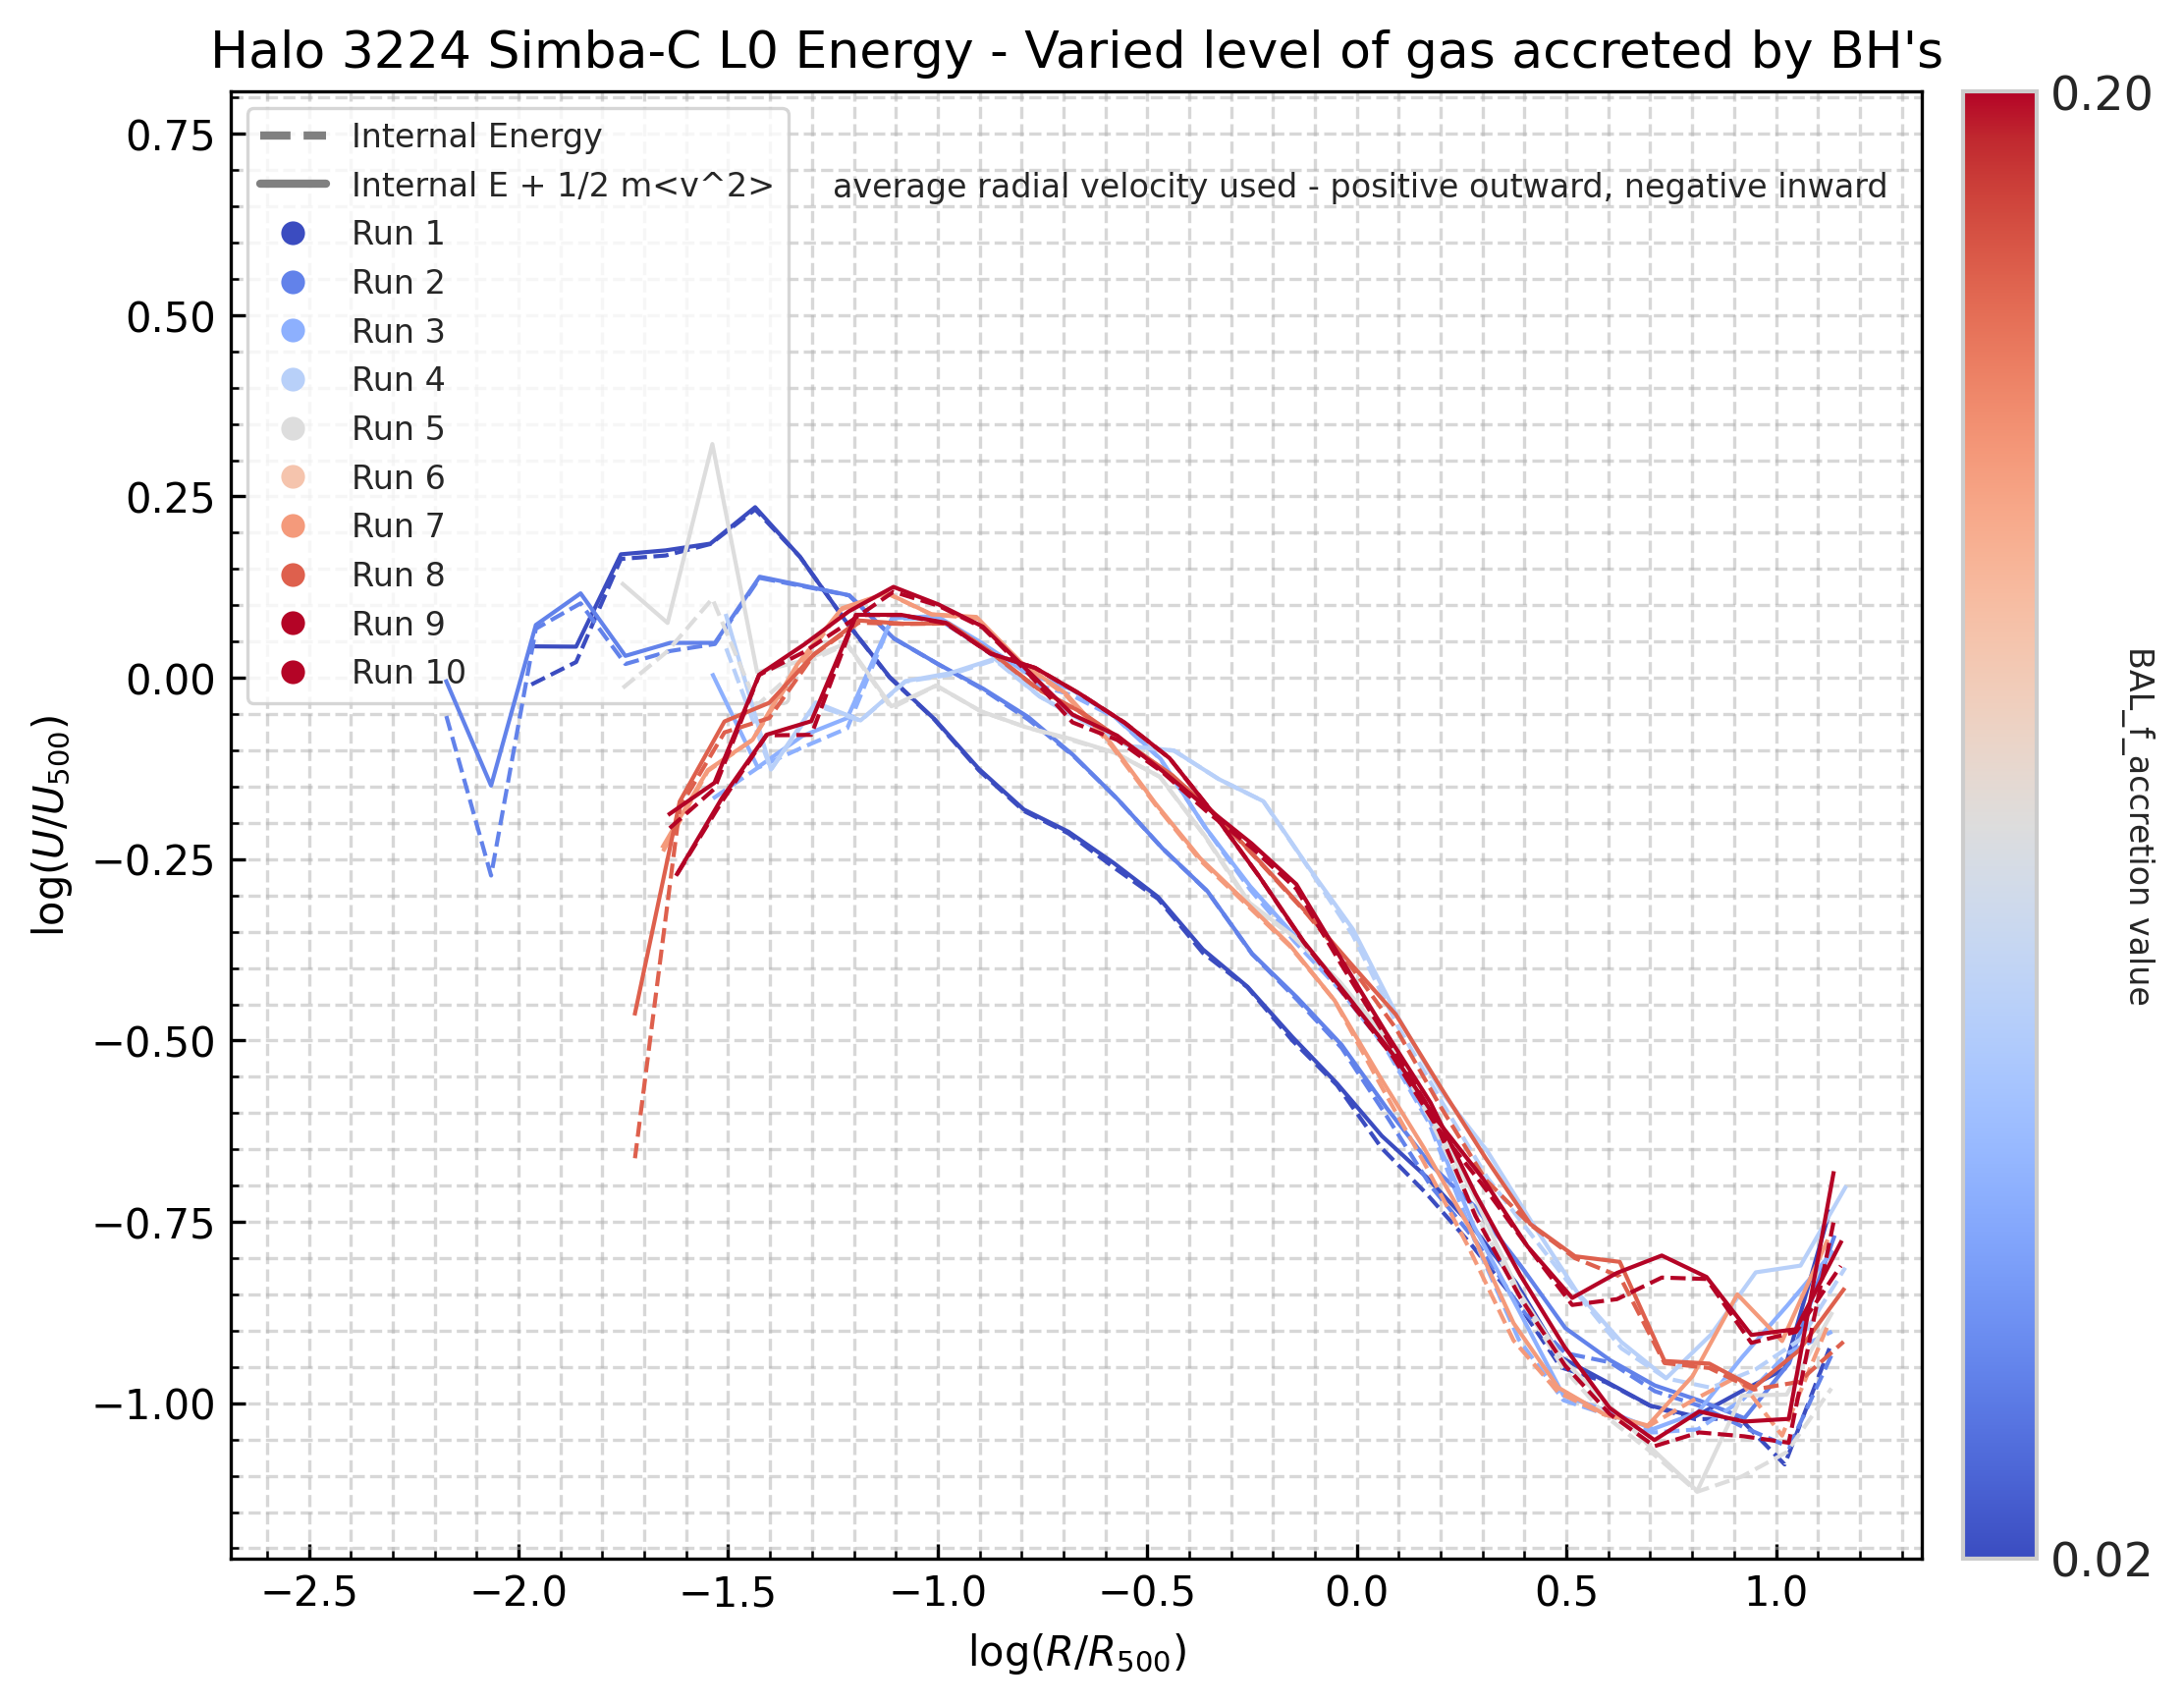 Halo 3224 Simba-C L0 Energy - Varied level of gas accreted by BH's
Internal Energy
Internal E + 1/2 m<v^2>
average radial velocity used - positive outward, negative inward
Run 1
Run 2
Run 3
Run 4
Run 5
Run 6
Run 7
Run 8
Run 9
Run 10
0.75
0.50
0.25
0.00
−0.25
−0.50
−0.75
−1.00
log(U/U500)
−2.5 −2.0 −1.5 −1.0 −0.5 0.0 0.5 1.0
log(R/R500)
0.20
BAL_f_accretion value
0.02